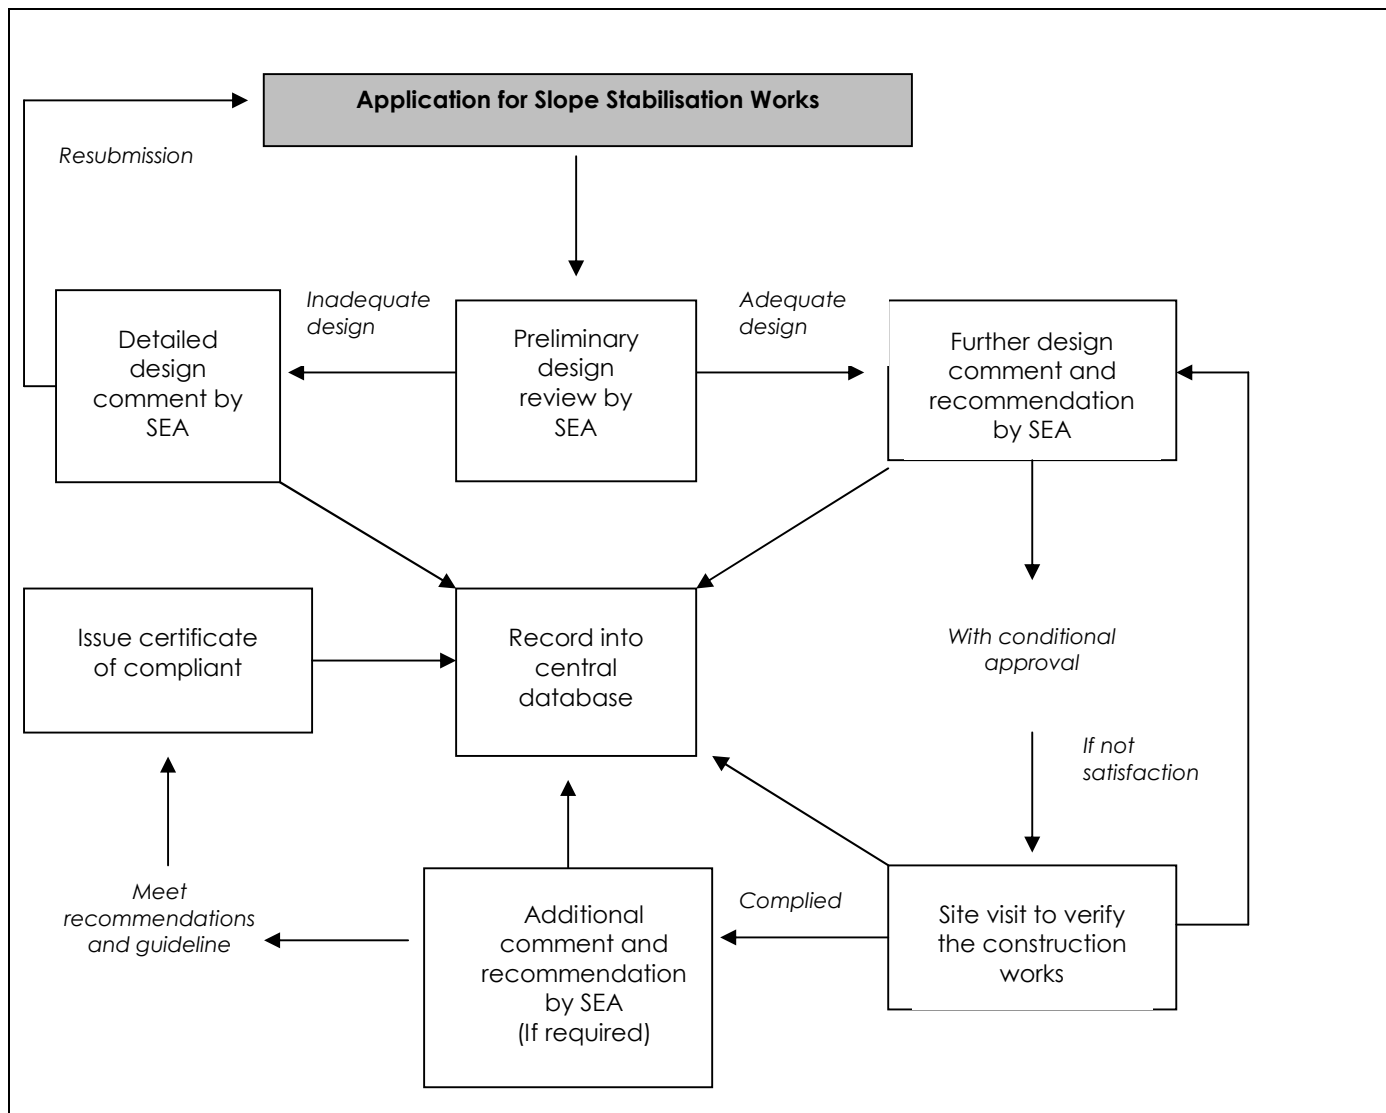 Application for Slope Stabilisation Works
Resubmission
Inadequate
design
Adequate
design
Detailed
design
comment by
SEA
Preliminary
design
review by
SEA
Further design
comment and
recommendation
by SEA
Issue certificate
of compliant
Record into
central
database
With conditional
approval
If not
satisfaction
Meet
recommendations
and guideline
Additional
comment and
recommendation
by SEA
(If required)
Complied
Site visit to verify
the construction
works